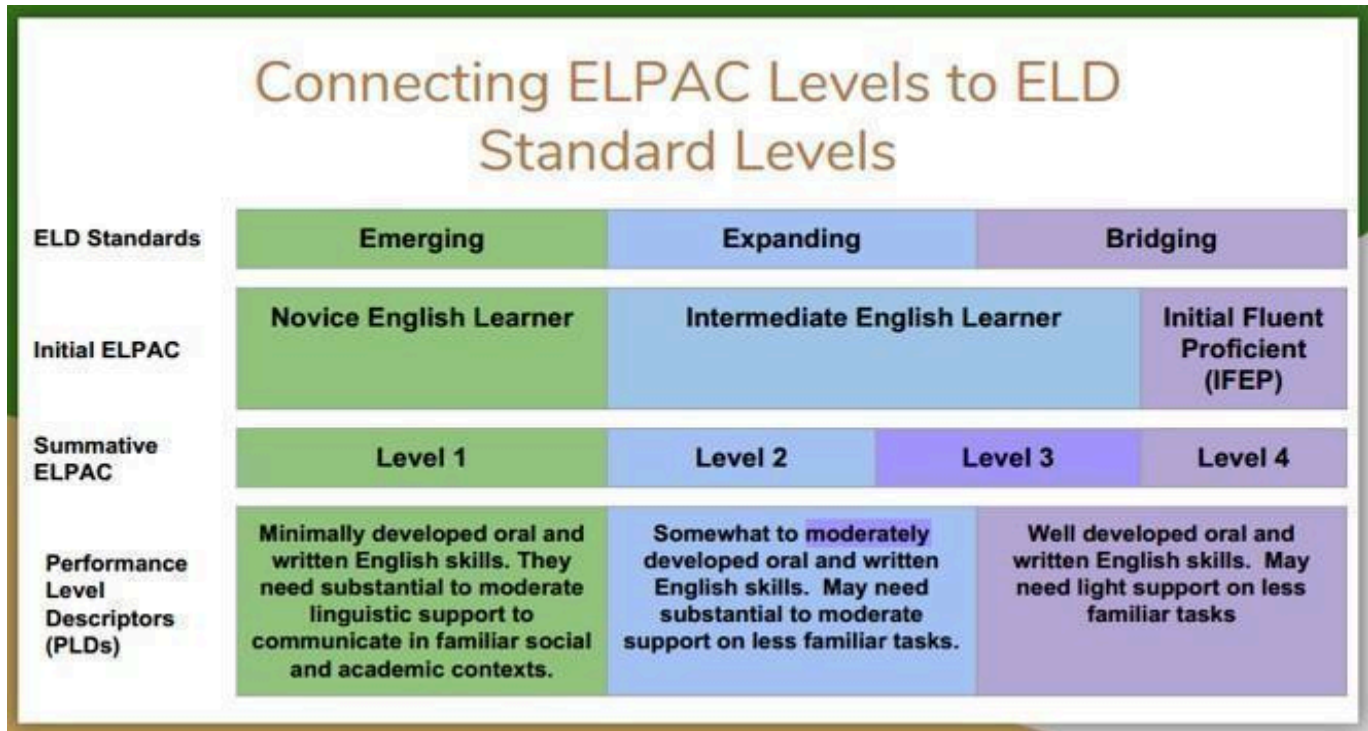 Connecting ELPAC Levels to ELD
Standard Levels
ELD Standards
Emerging
Expanding
Bridging
Initial ELPAC
Novice English Learner
Intermediate English Learner
Initial Fluent
Proficient
(IFEP)
Summative
ELPAC
Level 1
Level 2
Level 3
Level 4
Performance
Level
Descriptors
(PLDs)
Minimally developed oral and
written English skills. They
need substantial to moderate
linguistic support to
communicate in familiar social
and academic contexts.
Somewhat to moderately
developed oral and written
English skills. May need
substantial to moderate
support on less familiar tasks.
Well developed oral and
written English skills. May
need light support on less
familiar tasks